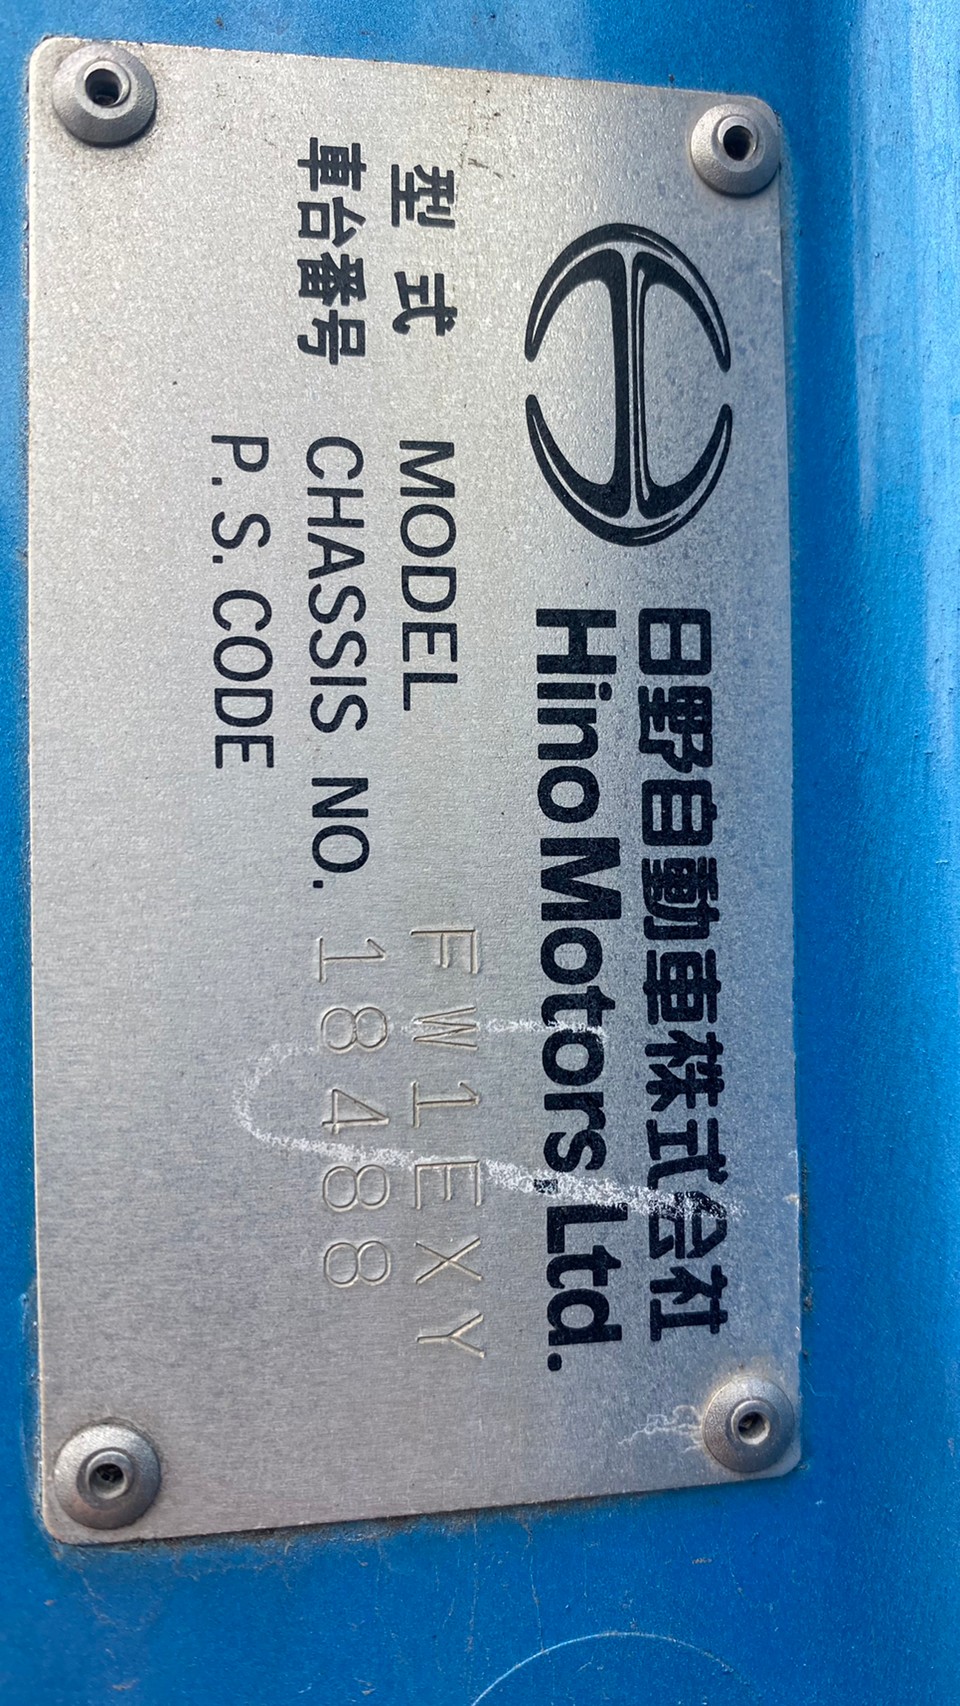 日野自動車株式会社
Hino Motors, Ltd.
型式 MODEL FW1EXY
車台番号 CHASSIS NO. 18488
P.S.CODE